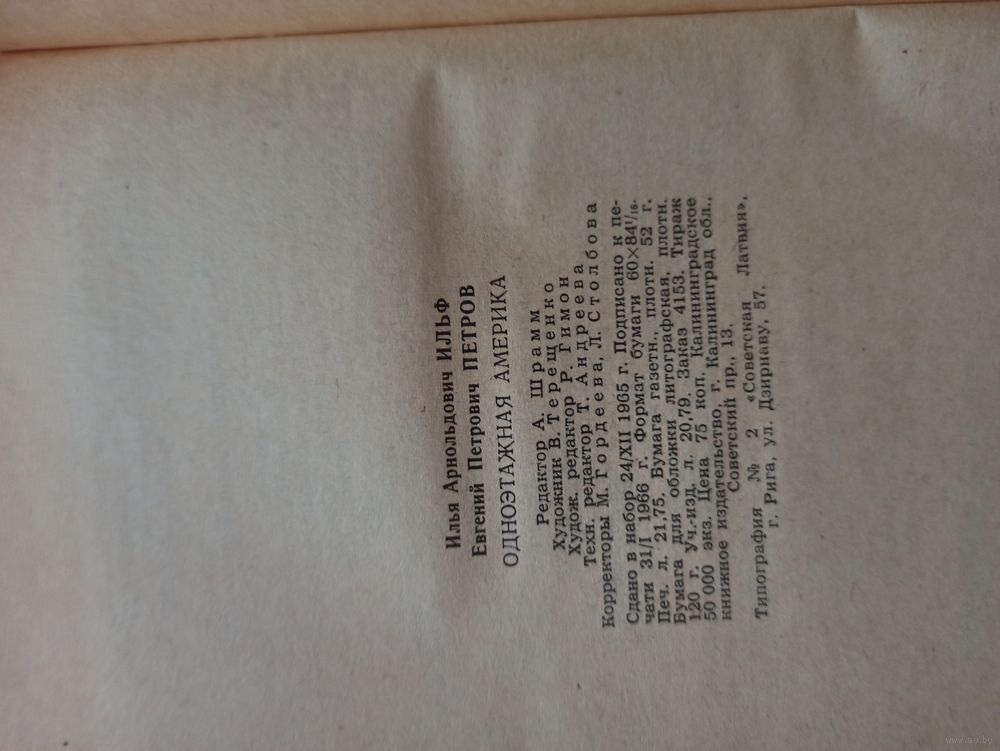 Илья Арнольдович ИЛЬФ
Евгений Петрович ПЕТРОВ
ОДНОЭТАЖНАЯ АМЕРИКА
Редактор А. Шрамм
Художник В. Терещенко
Худож. редактор Р. Гимон
Техн. редактор Т. Андреева
Корректоры М. Гордеева, Л. Столбова
Сдано в набор 24/XII 1965 г. Подписано к пе-
чати 31/I 1966 г. Формат бумаги 60×84¹/₁₆.
Печ. л. 21,75. Бумага газетн., плотн. 52 г.
Бумага для обложки литографская, плотн.
120 г. Уч.-изд. л. 20,79. Заказ 4153. Тираж
50 000 экз. Цена 75 коп. Калининградское
книжное издательство, г. Калининград обл.,
Советский пр., 13.
Типография № 2 «Советская Латвия»,
г. Рига, ул. Дзирнаву, 57.
www.ay.by